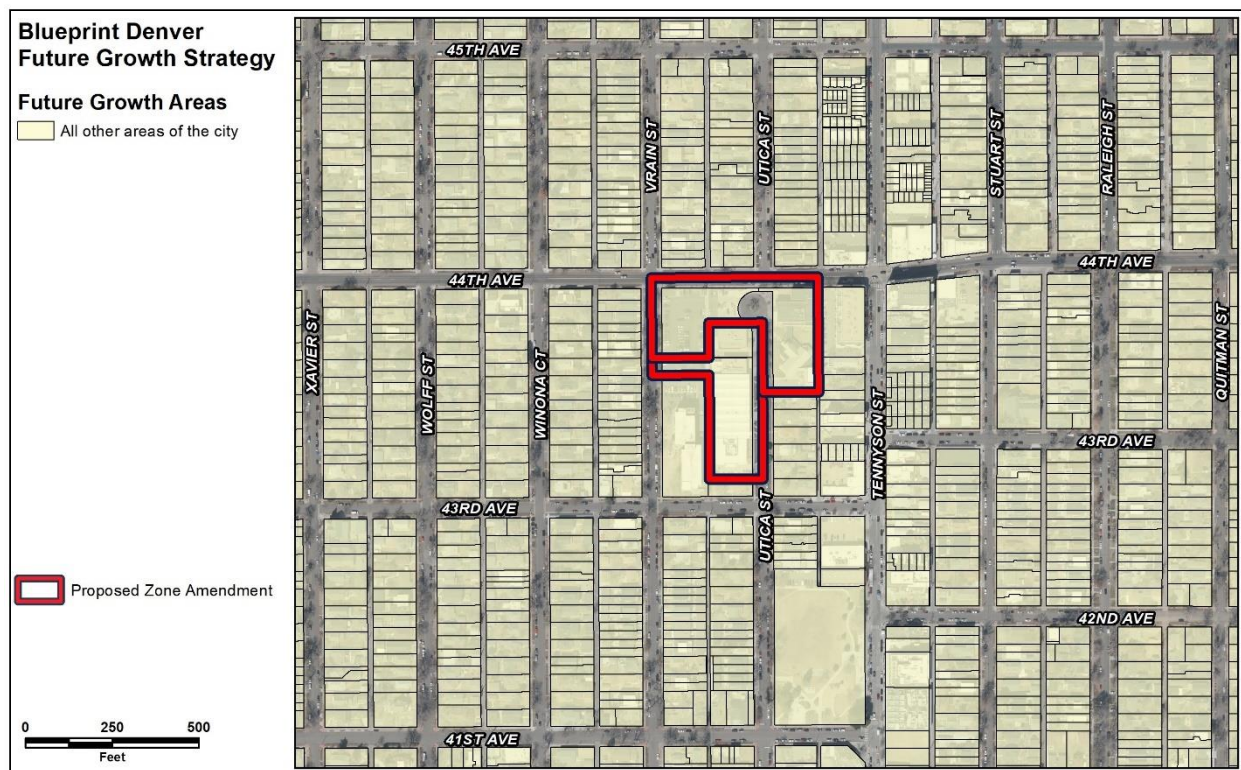 Blueprint Denver
Future Growth Strategy
Future Growth Areas
All other areas of the city
Proposed Zone Amendment
0 250 500
Feet
45TH AVE
VRAIN ST
UTICA ST
STUART ST
RALEIGH ST
44TH AVE
44TH AVE
XAVIER ST
WOLFF ST
WINONA CT
TENNYSON ST
QUITMAN ST
43RD AVE
43RD AVE
UTICA ST
42ND AVE
41ST AVE